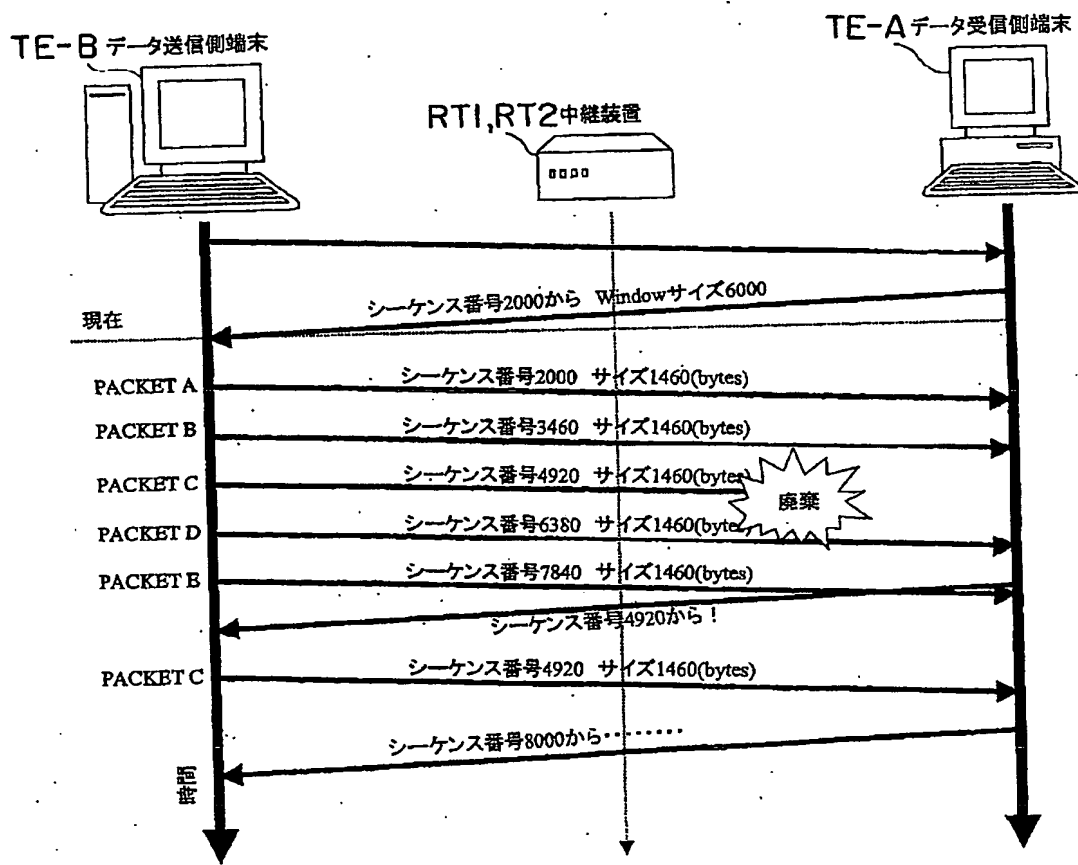 TE-B データ送信側端末
TE-A データ受信側端末
RT1,RT2中継装置
シーケンス番号2000から Windowサイズ6000
現在
PACKET A シーケンス番号2000 サイズ1460(bytes)
PACKET B シーケンス番号3460 サイズ1460(bytes)
PACKET C シーケンス番号4920 サイズ1460(bytes)
廃棄
PACKET D シーケンス番号6380 サイズ1460(bytes)
PACKET E シーケンス番号7840 サイズ1460(bytes)
シーケンス番号4920から！
PACKET C シーケンス番号4920 サイズ1460(bytes)
シーケンス番号8000から‥‥‥‥
時間